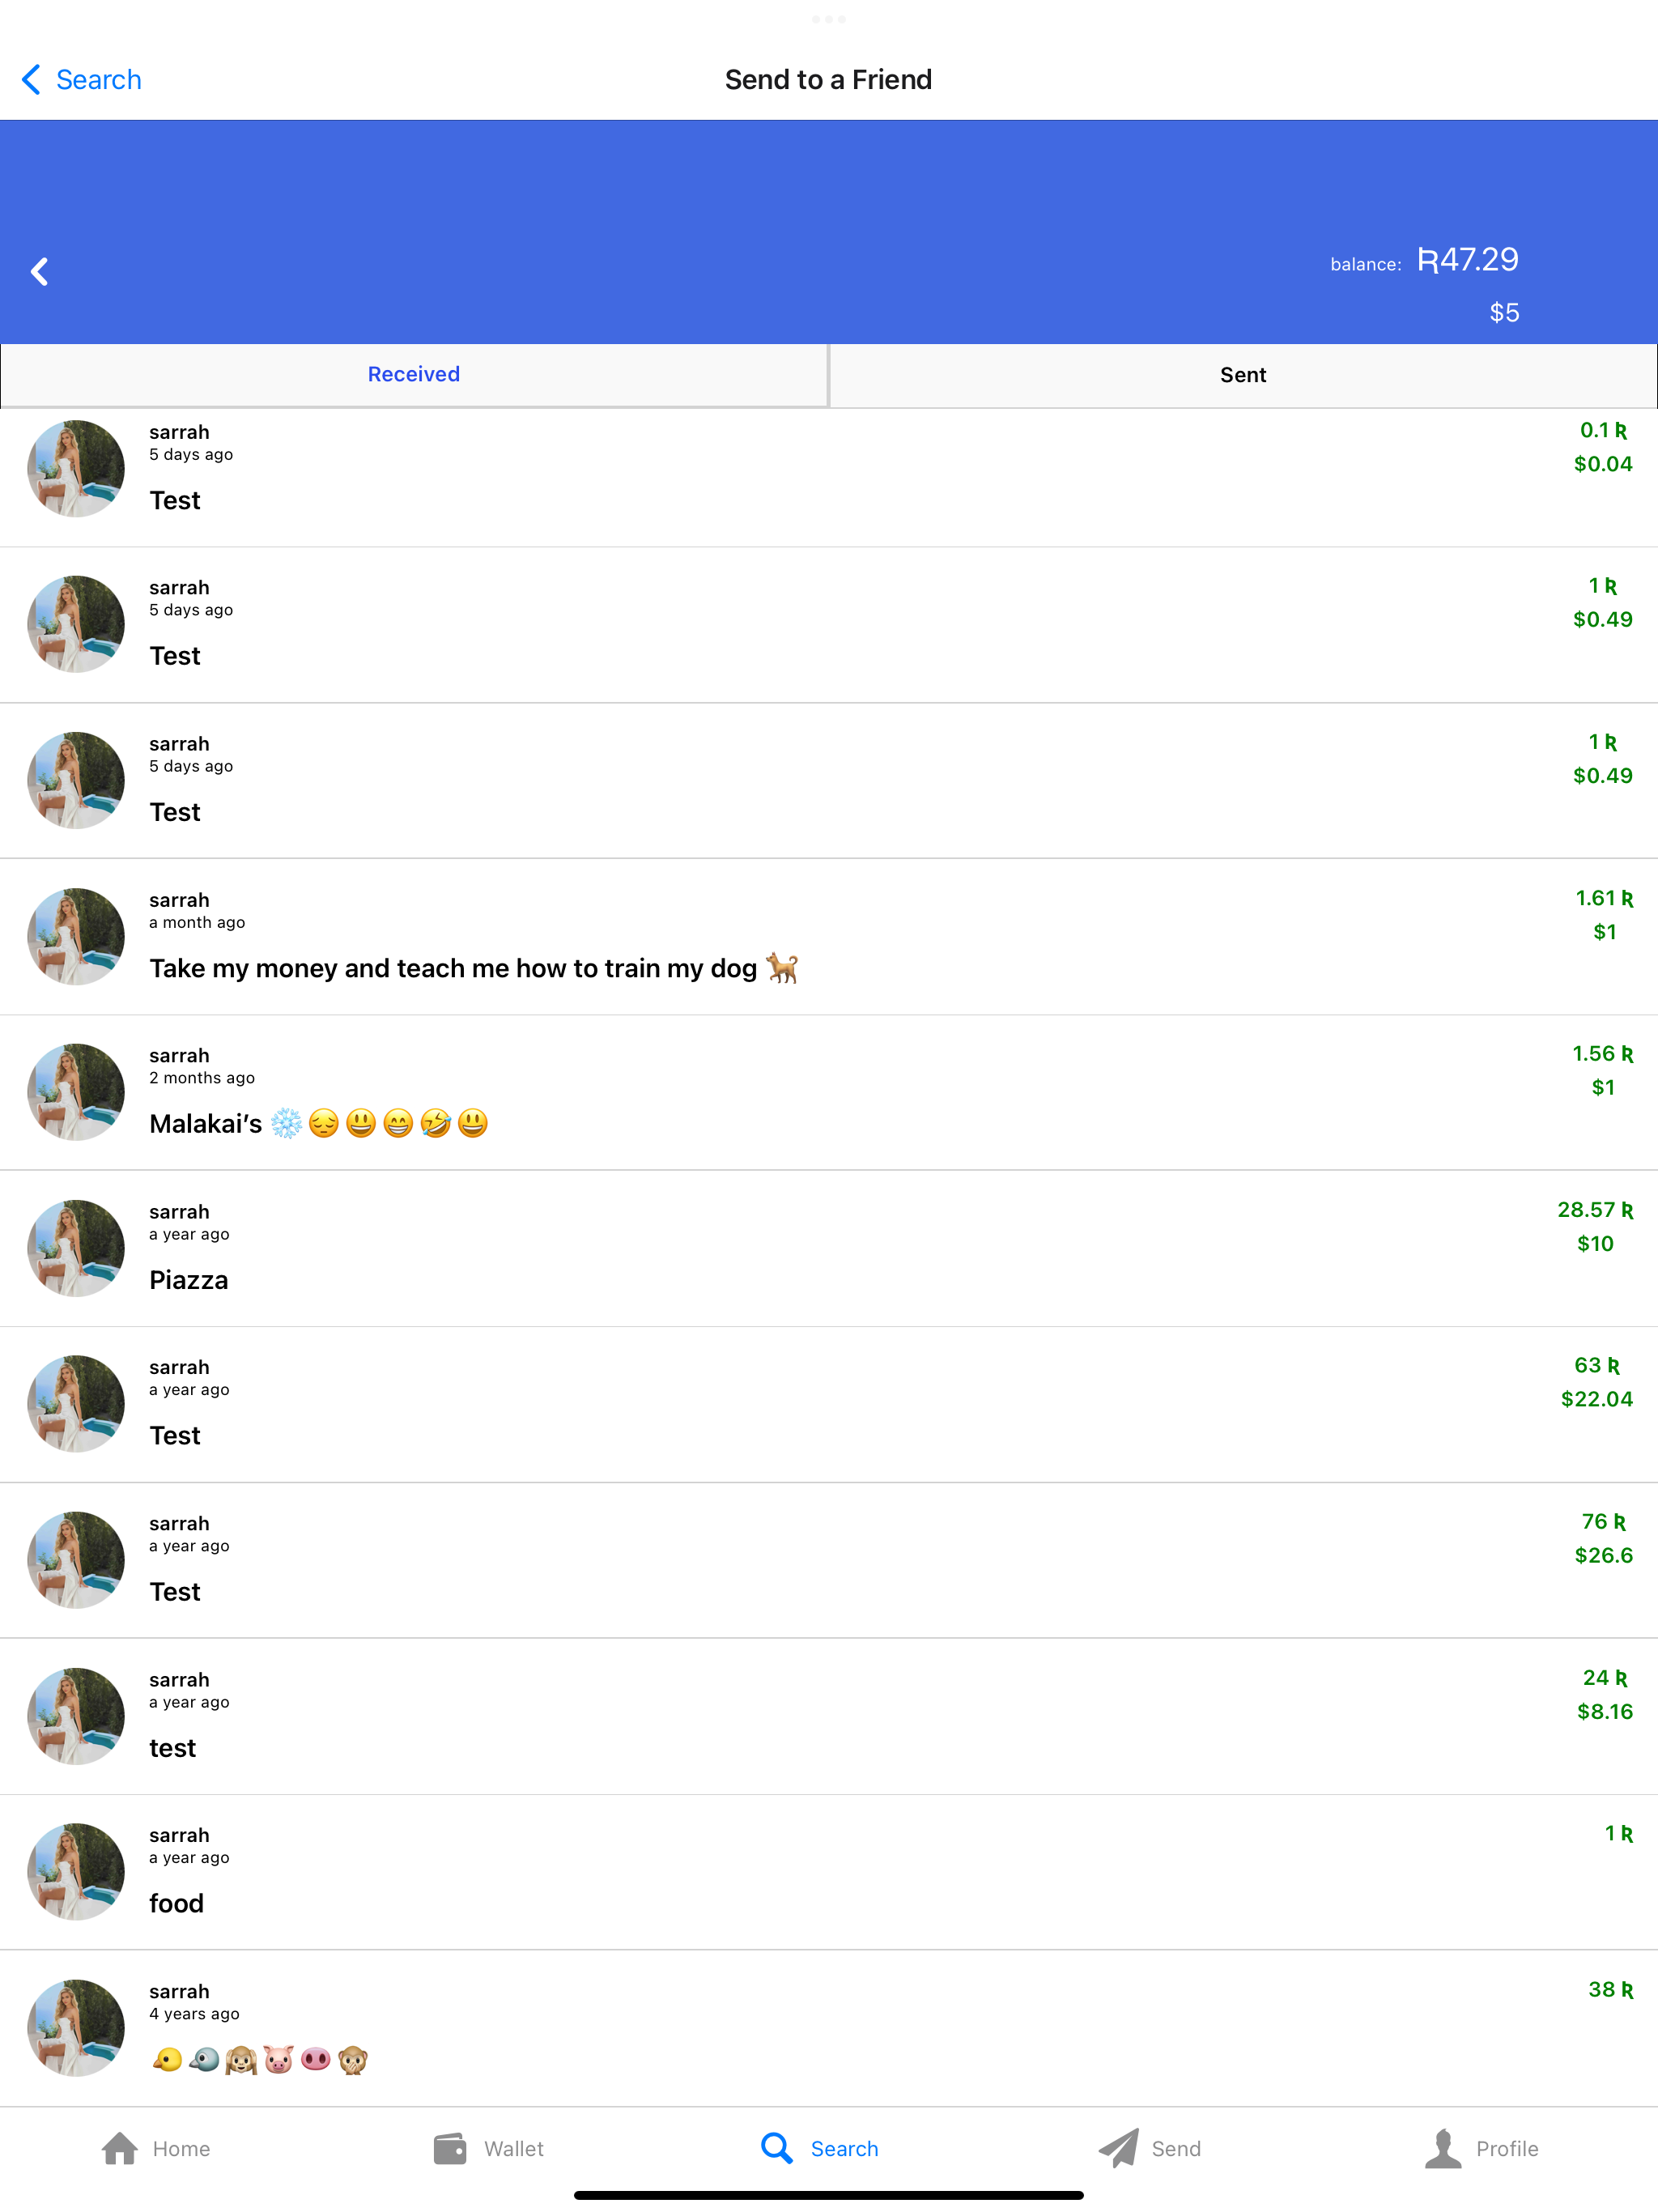 Search
Send to a Friend
balance: Ʀ47.29
$5
Received
Sent
sarrah
5 days ago
Test
0.1 Ʀ
$0.04
sarrah
5 days ago
Test
1 Ʀ
$0.49
sarrah
5 days ago
Test
1 Ʀ
$0.49
sarrah
a month ago
Take my money and teach me how to train my dog 🐕
1.61 Ʀ
$1
sarrah
2 months ago
Malakai’s ❄️😔😃😁🤣😃
1.56 Ʀ
$1
sarrah
a year ago
Piazza
28.57 Ʀ
$10
sarrah
a year ago
Test
63 Ʀ
$22.04
sarrah
a year ago
Test
76 Ʀ
$26.6
sarrah
a year ago
test
24 Ʀ
$8.16
sarrah
a year ago
food
1 Ʀ
sarrah
4 years ago
🐤🐦🙉🐷🐽🙊
38 Ʀ
Home
Wallet
Search
Send
Profile